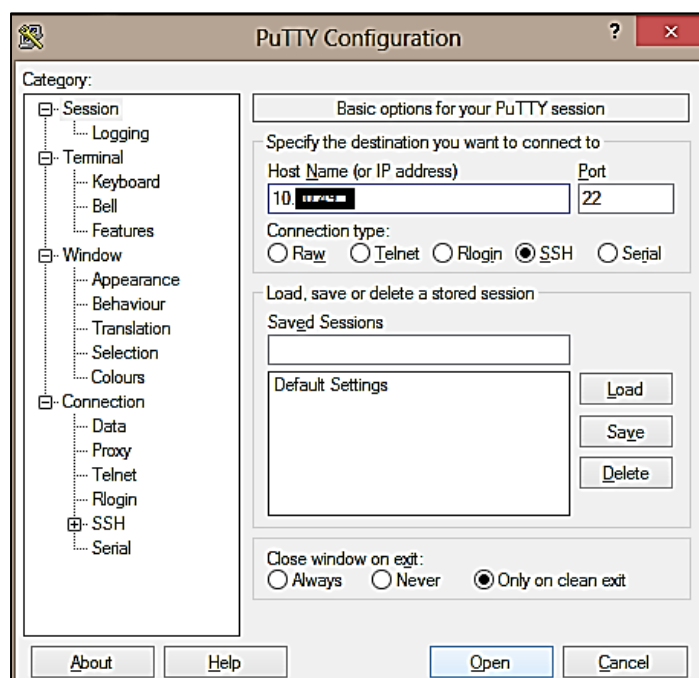 PuTTY Configuration ?
Category:
Session
Logging
Terminal
Keyboard
Bell
Features
Window
Appearance
Behaviour
Translation
Selection
Colours
Connection
Data
Proxy
Telnet
Rlogin
SSH
Serial
Basic options for your PuTTY session
Specify the destination you want to connect to
Host Name (or IP address) Port
10. 22
Connection type:
Raw Telnet Rlogin SSH Serial
Load, save or delete a stored session
Saved Sessions
Default Settings
Load
Save
Delete
Close window on exit:
Always Never Only on clean exit
About Help Open Cancel